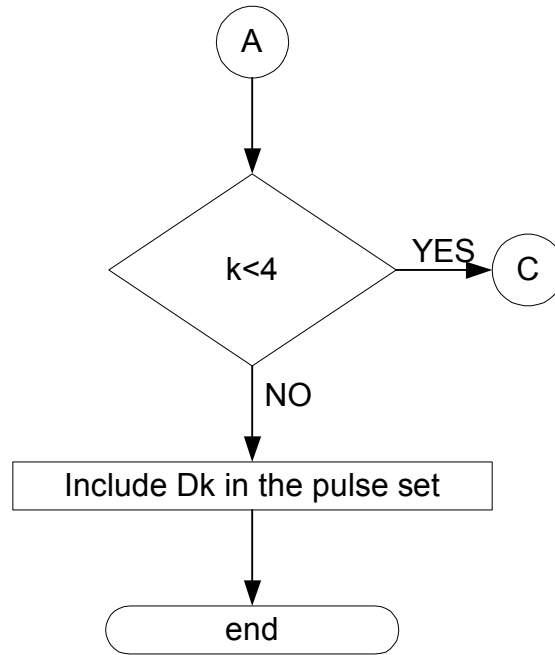 A
k<4
YES
C
NO
Include Dk in the pulse set
end